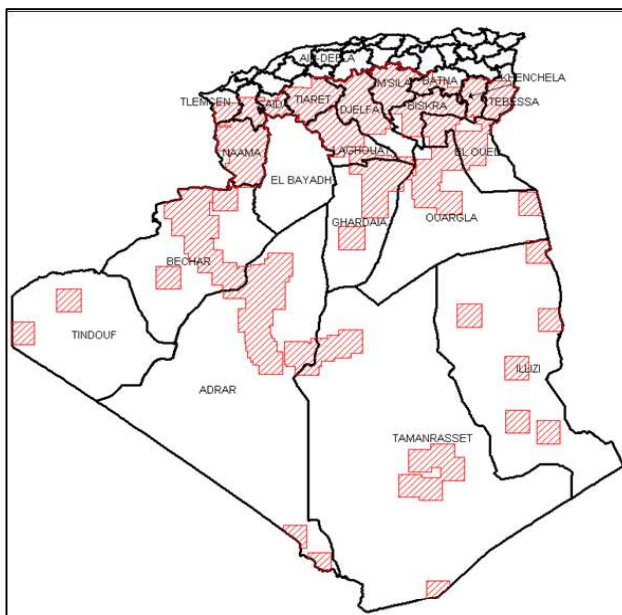 AIN-DEFLA
M'SILA
BATNA
KHENCHELA
TLEMCEN
TIARET
DJELFA
BISKRA
TEBESSA
NAAMA
LAGHOUAT
EL OUED
EL BAYADH
GHARDAIA
OUARGLA
BECHAR
TINDOUF
ADRAR
ILLIZI
TAMANRASSET